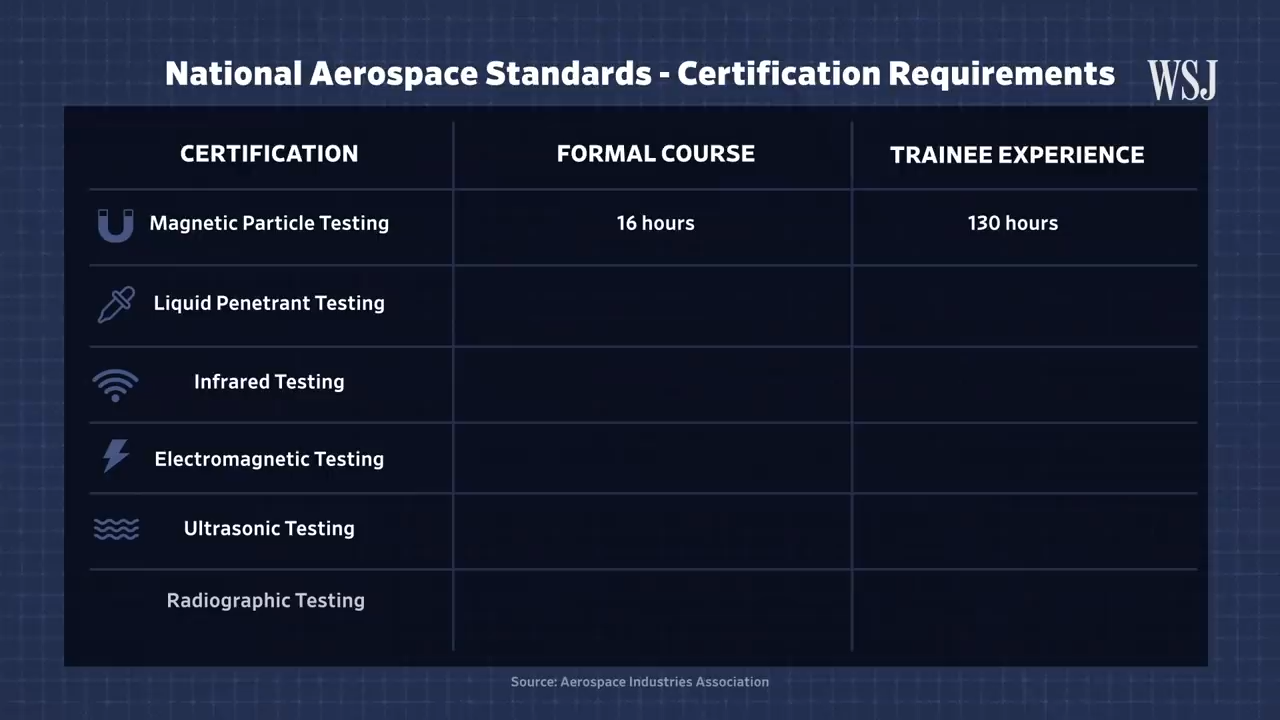 National Aerospace Standards - Certification Requirements
WSJ
CERTIFICATION FORMAL COURSE TRAINEE EXPERIENCE
Magnetic Particle Testing 16 hours 130 hours
Liquid Penetrant Testing
Infrared Testing
Electromagnetic Testing
Ultrasonic Testing
Radiographic Testing
Source: Aerospace Industries Association